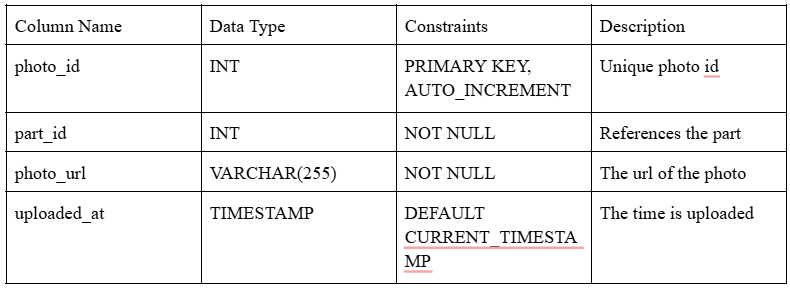 Column Name Data Type Constraints Description
photo_id INT PRIMARY KEY, Unique photo id
AUTO_INCREMENT
part_id INT NOT NULL References the part
photo_url VARCHAR(255) NOT NULL The url of the photo
uploaded_at TIMESTAMP DEFAULT The time is uploaded
CURRENT_TIMESTA
MP